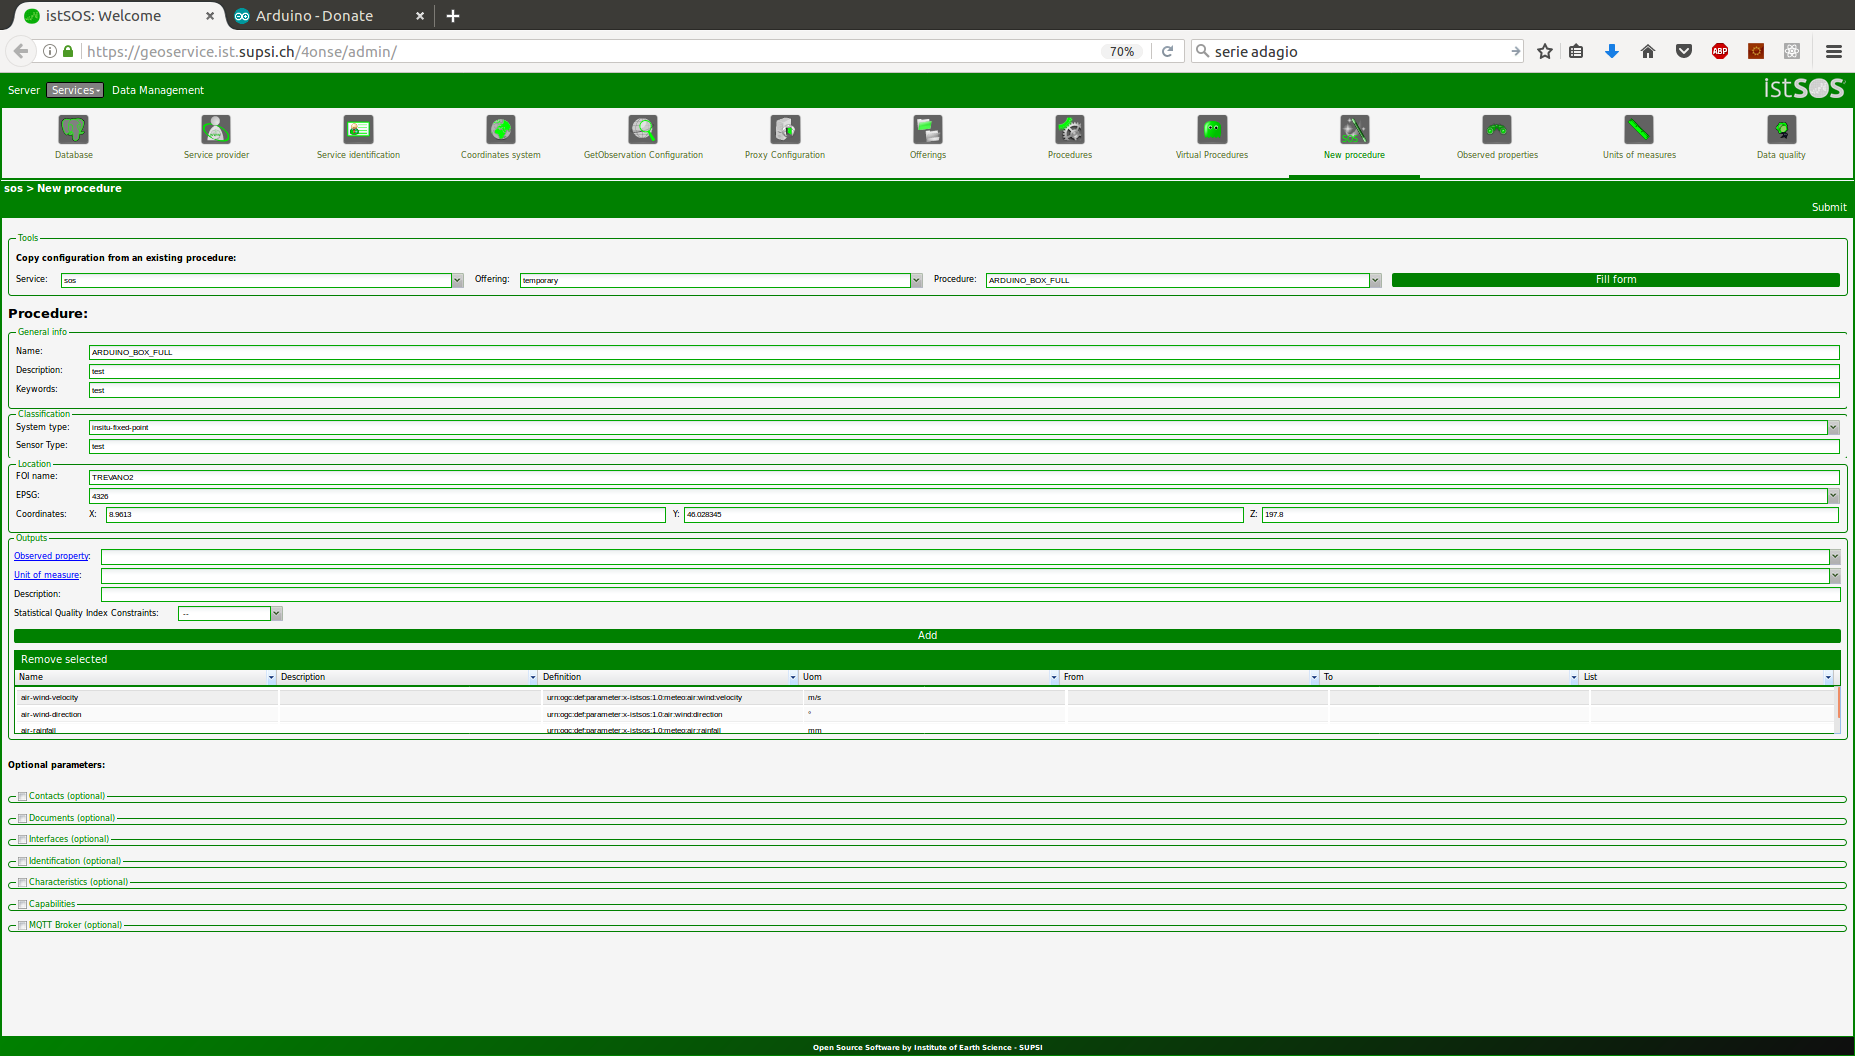 istSOS: Welcome
Arduino - Donate
https://geoservice.ist.supsi.ch/4onse/admin/
70%
serie adagio
ABP
Server Services Data Management
istSOS
Database
Service provider
Service identification
Coordinates system
GetObservation Configuration
Proxy Configuration
Offerings
Procedures
Virtual Procedures
New procedure
Observed properties
Units of measures
Data quality
sos > New procedure
Submit
Tools
Copy configuration from an existing procedure:
Service: sos Offering: temporary Procedure: ARDUINO_BOX_FULL Fill form
Procedure:
General info
Name: ARDUINO_BOX_FULL
Description: test
Keywords: test
Classification
System type: insitu-fixed-point
Sensor Type: test
Location
FOI name: TREVANO2
EPSG: 4326
Coordinates: X: 8.9613 Y: 46.028345 Z: 197.8
Outputs
Observed property:
Unit of measure:
Description:
Statistical Quality Index Constraints: --
Add
Remove selected
Name Description Definition Uom From To List
air-wind-velocity urn:ogc:def:parameter:x-istsos:1.0:meteo:air:wind:velocity m/s
air-wind-direction urn:ogc:def:parameter:x-istsos:1.0:air:wind:direction °
air-rainfall urn:ogc:def:parameter:x-istsos:1.0:meteo:air:rainfall mm
Optional parameters:
Contacts (optional)
Documents (optional)
Interfaces (optional)
Identification (optional)
Characteristics (optional)
Capabilities
MQTT Broker (optional)
Open Source Software by Institute of Earth Science - SUPSI